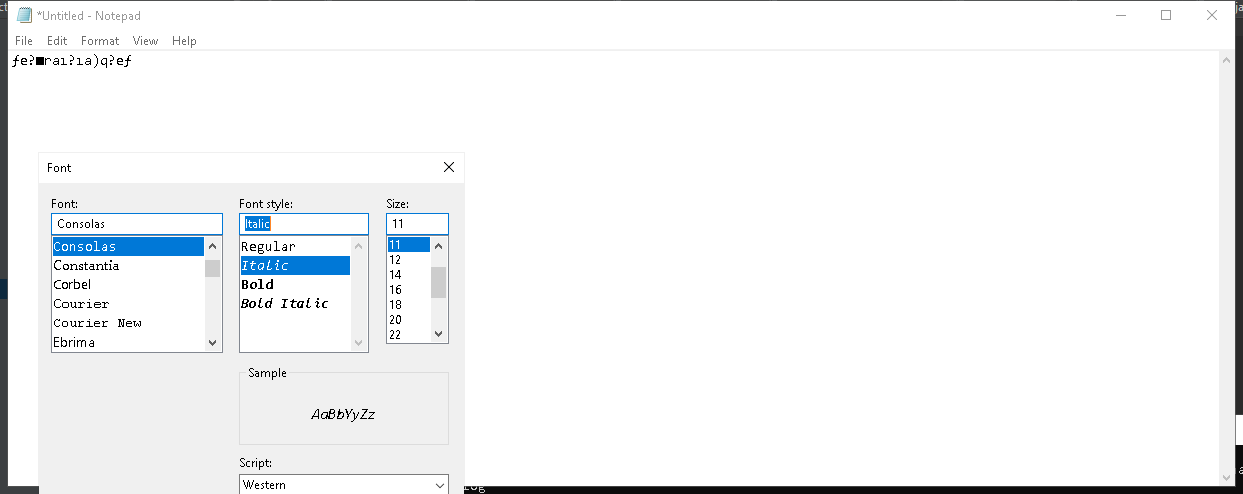 *Untitled - Notepad
File Edit Format View Help
ƒe?■raı?ıa)q?eƒ
Font
Font: Font style: Size:
Consolas Italic 11
Consolas Regular 11
Constantia Italic 12
Corbel Bold 14
Courier Bold Italic 16
Courier New 18
Ebrima 20
22
Sample
AaBbYyZz
Script:
Western